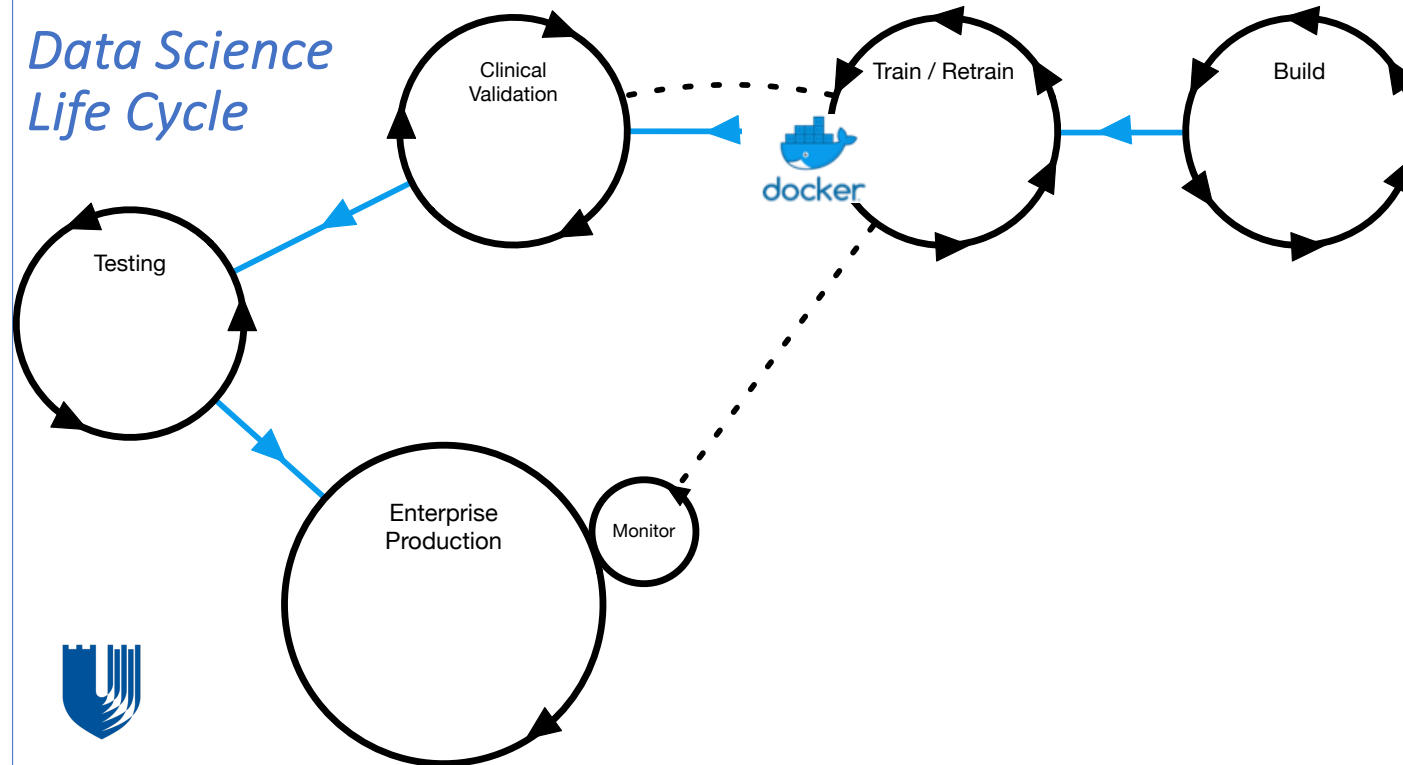 Data Science
Life Cycle
Clinical
Validation
Train / Retrain
Build
docker
Testing
Enterprise
Production
Monitor